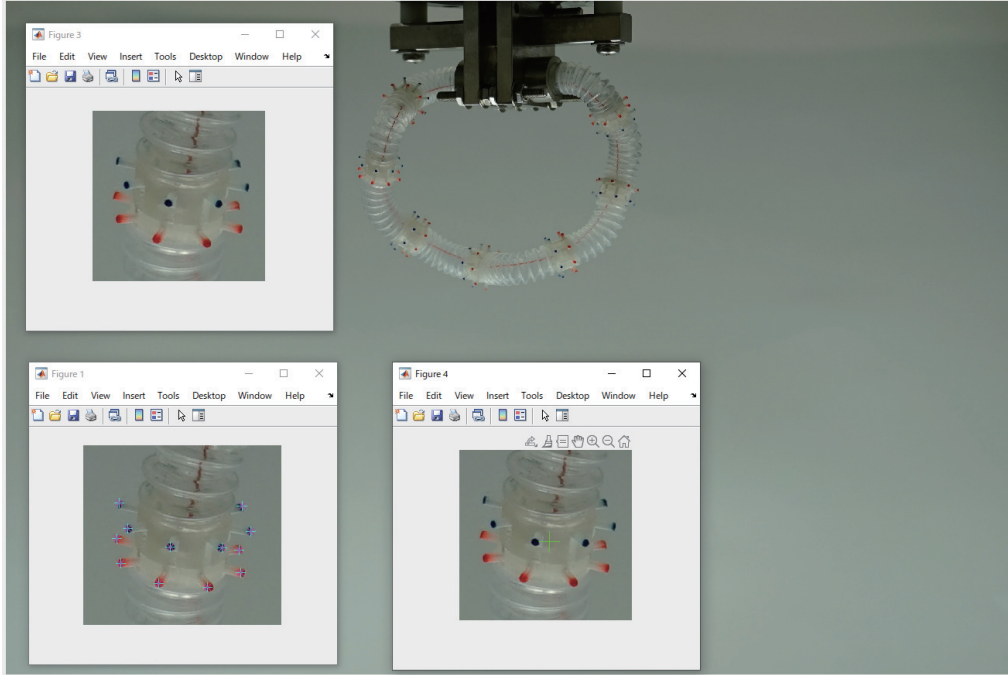 Figure 3
File Edit View Insert Tools Desktop Window Help
Figure 1
File Edit View Insert Tools Desktop Window Help
Figure 4
File Edit View Insert Tools Desktop Window Help